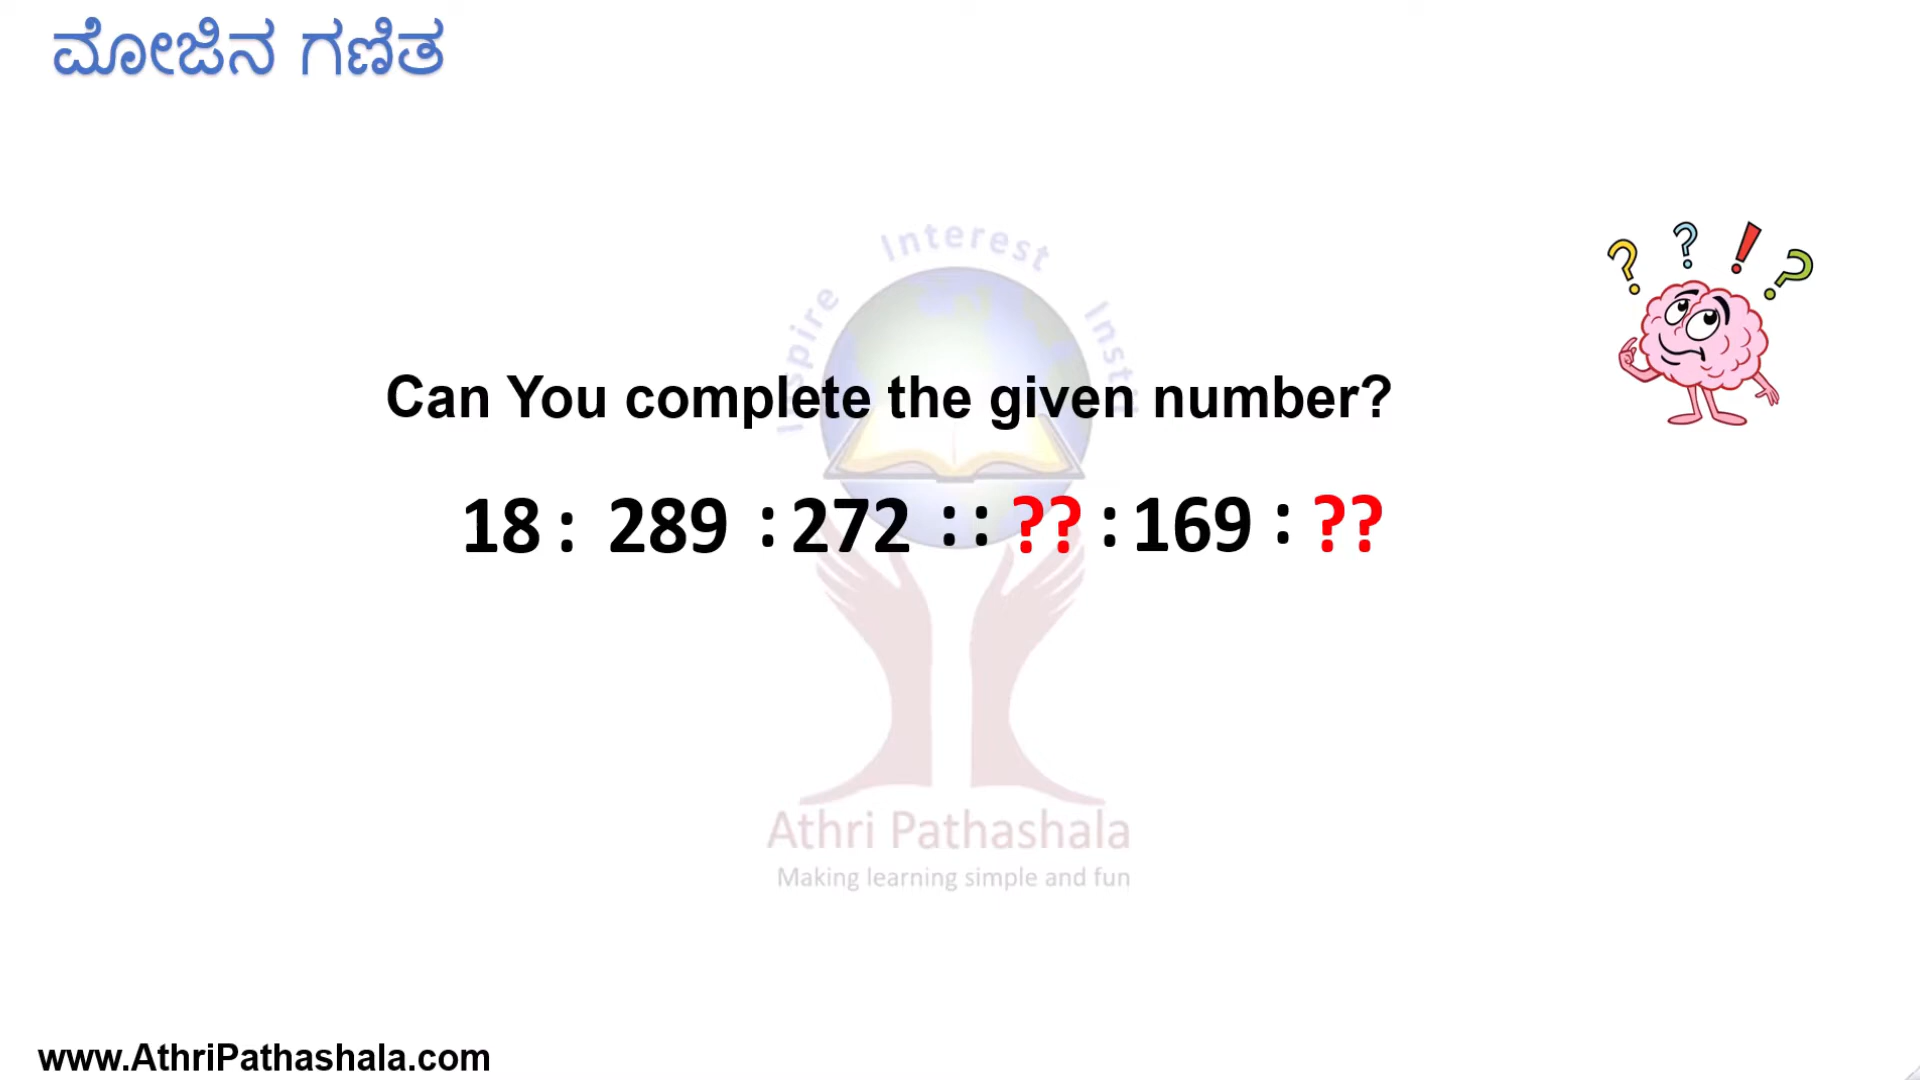 ಮೋಜಿನ ಗಣಿತ
Inspire Interest Instil
Can You complete the given number?
18 : 289 : 272 : : ?? : 169 : ??
Athri Pathashala
Making learning simple and fun
www.AthriPathashala.com